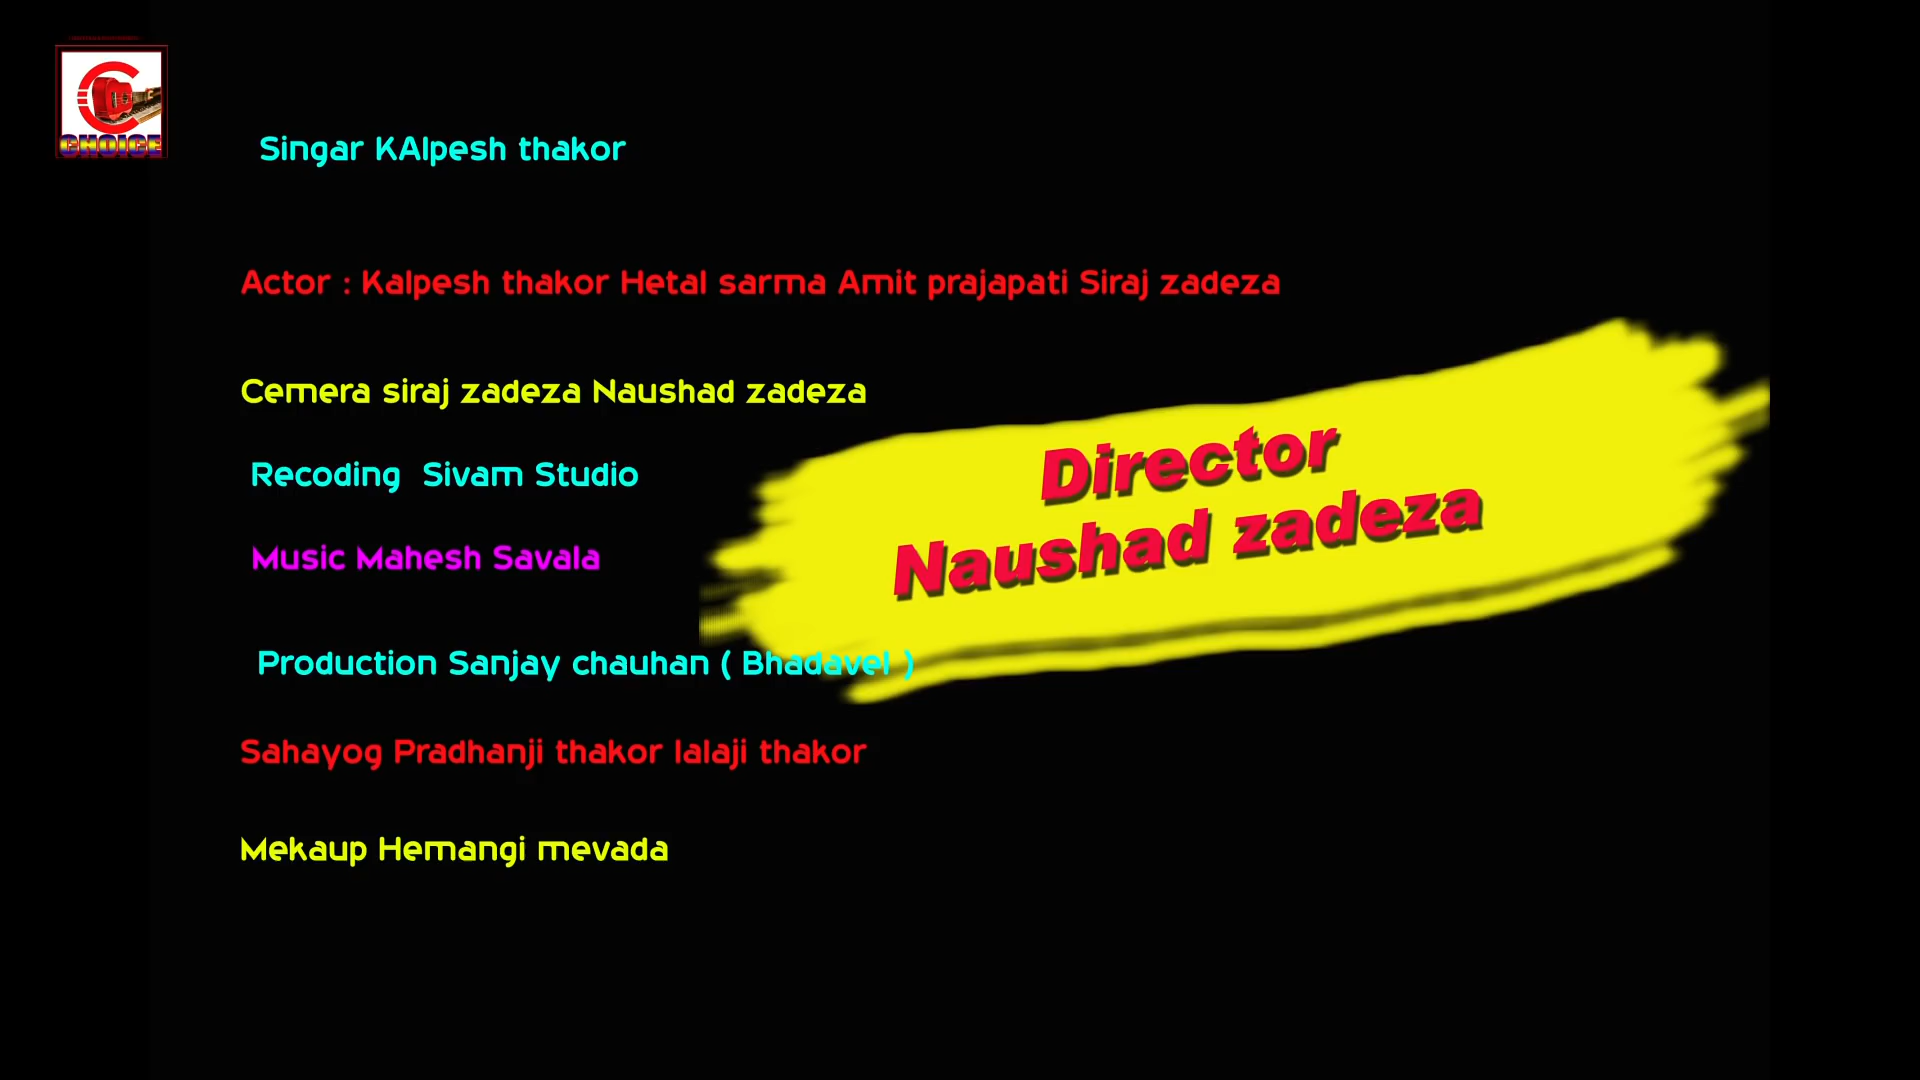 CHOICE
Singar KAlpesh thakor
Actor : Kalpesh thakor Hetal sarma Amit prajapati Siraj zadeza
Cemera siraj zadeza Naushad zadeza
Recoding Sivam Studio
Director
Naushad zadeza
Music Mahesh Savala
Production Sanjay chauhan ( Bhadavel )
Sahayog Pradhanji thakor lalaji thakor
Mekaup Hemangi mevada